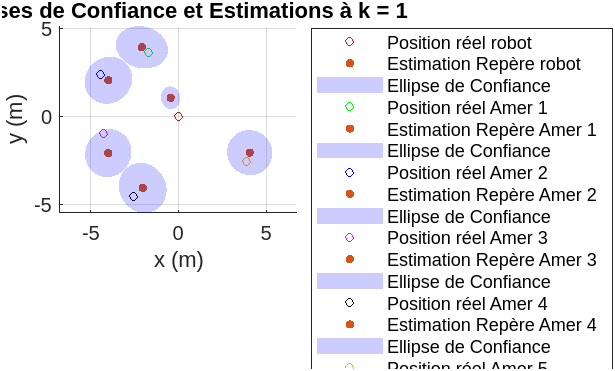 ses de Confiance et Estimations à k = 1
5
0
-5
y (m)
-5 0 5
x (m)
Position réel robot
Estimation Repère robot
Ellipse de Confiance
Position réel Amer 1
Estimation Repère Amer 1
Ellipse de Confiance
Position réel Amer 2
Estimation Repère Amer 2
Ellipse de Confiance
Position réel Amer 3
Estimation Repère Amer 3
Ellipse de Confiance
Position réel Amer 4
Estimation Repère Amer 4
Ellipse de Confiance
Position réel Amer 5